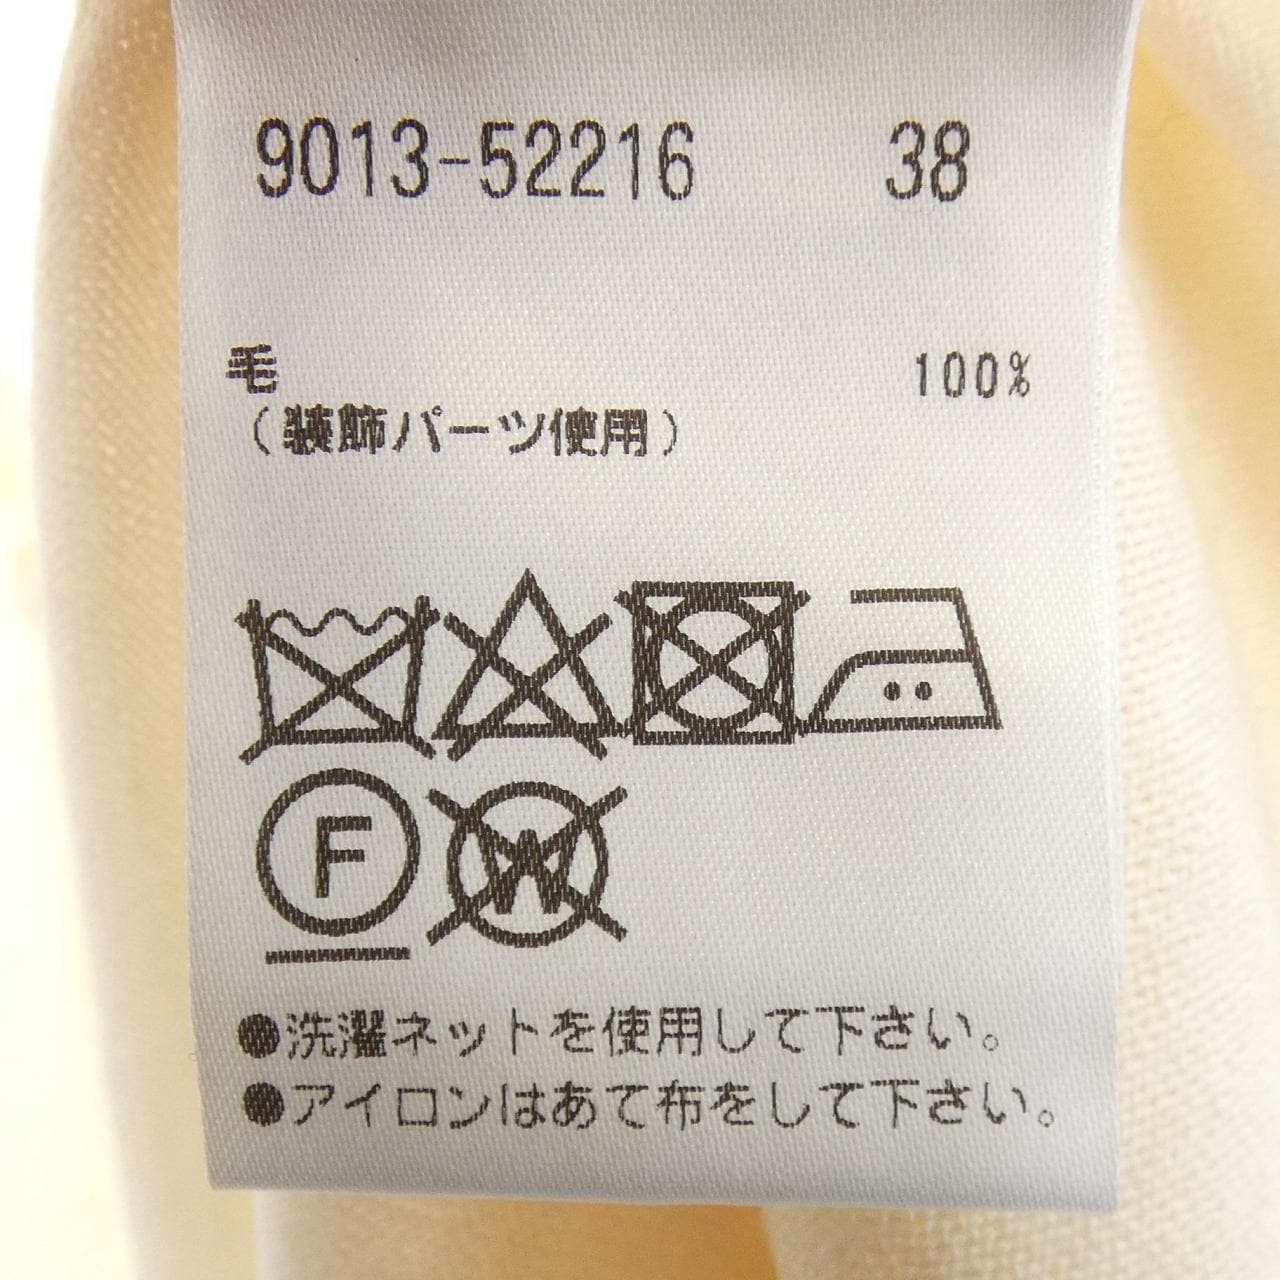 9013-52216 38
毛 100%
(装飾パーツ使用)
F W
●洗濯ネットを使用して下さい。
●アイロンはあて布をして下さい。